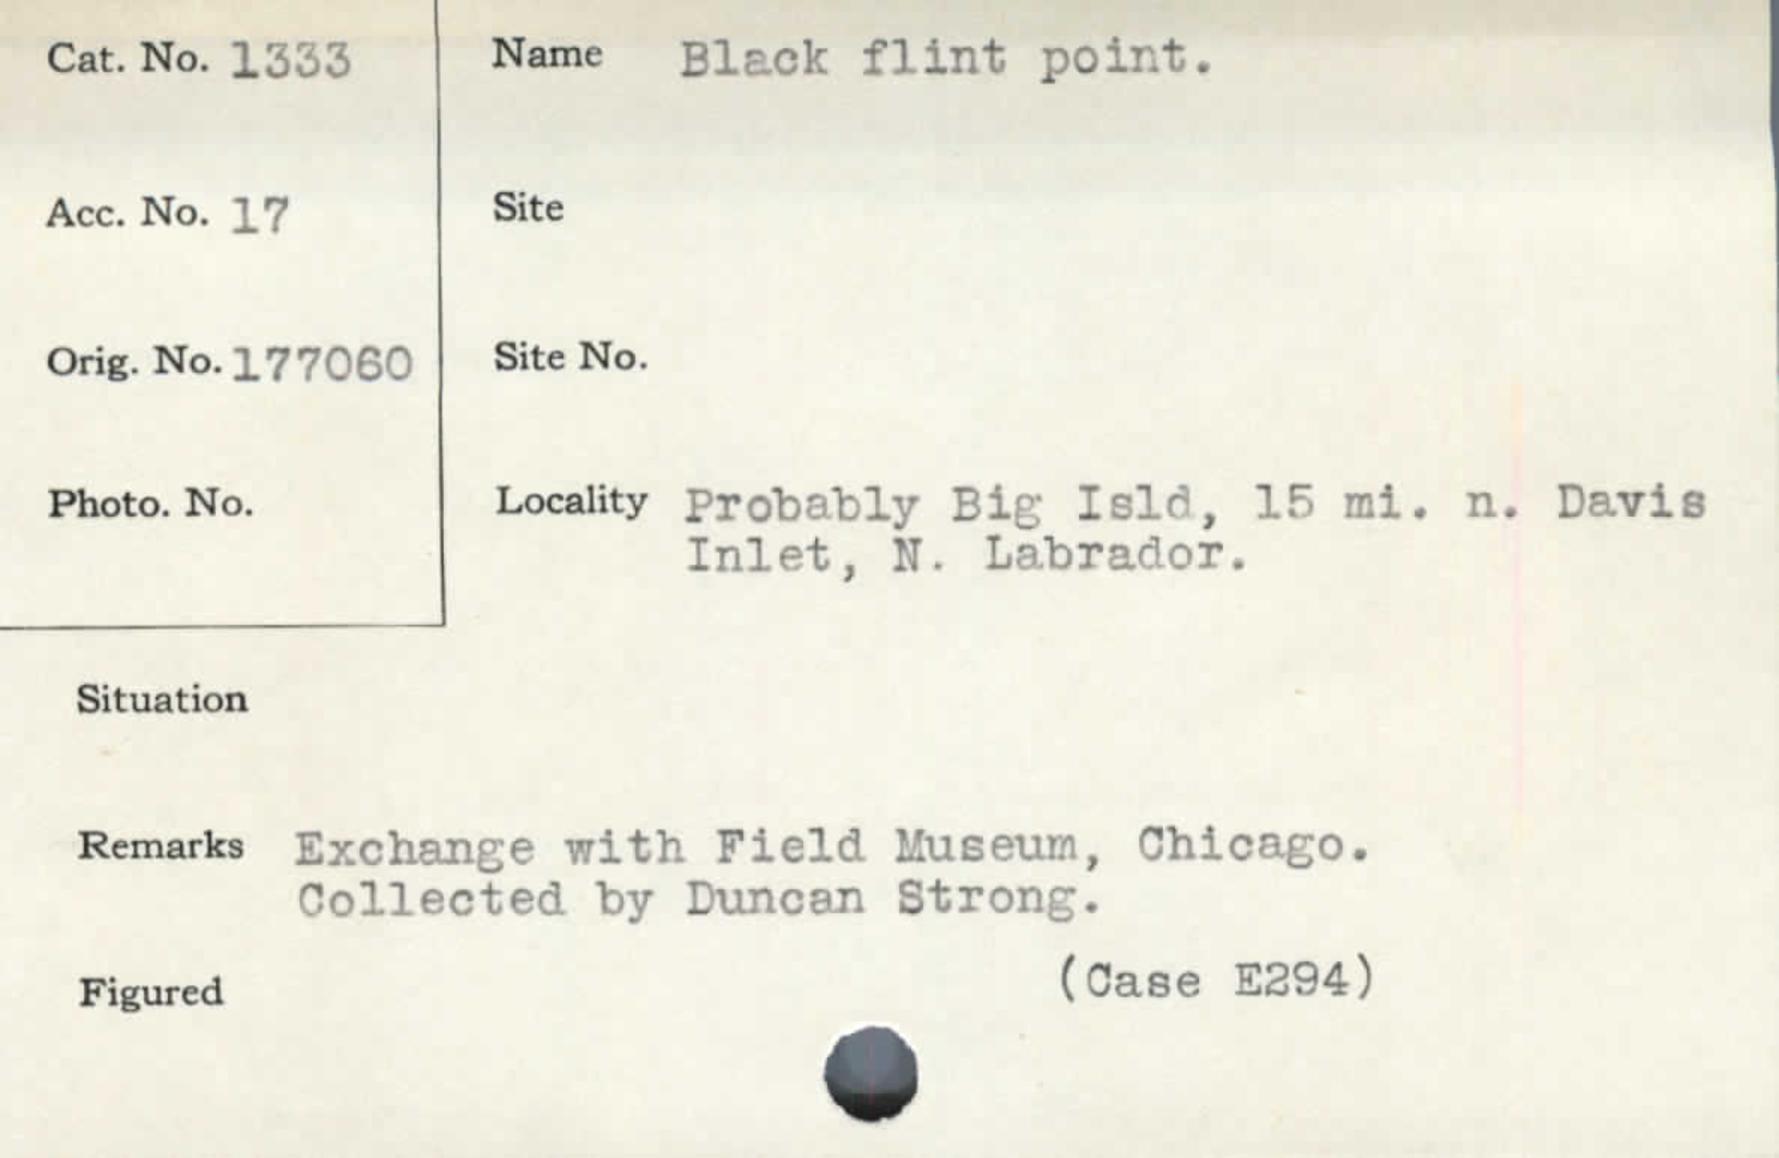 Cat. No. 1333
Name Black flint point.
Acc. No. 17
Site
Orig. No. 177060
Site No.
Photo. No.
Locality Probably Big Isld, 15 mi. n. Davis
Inlet, N. Labrador.
Situation
Remarks Exchange with Field Museum, Chicago.
Collected by Duncan Strong.
Figured
(Case E294)